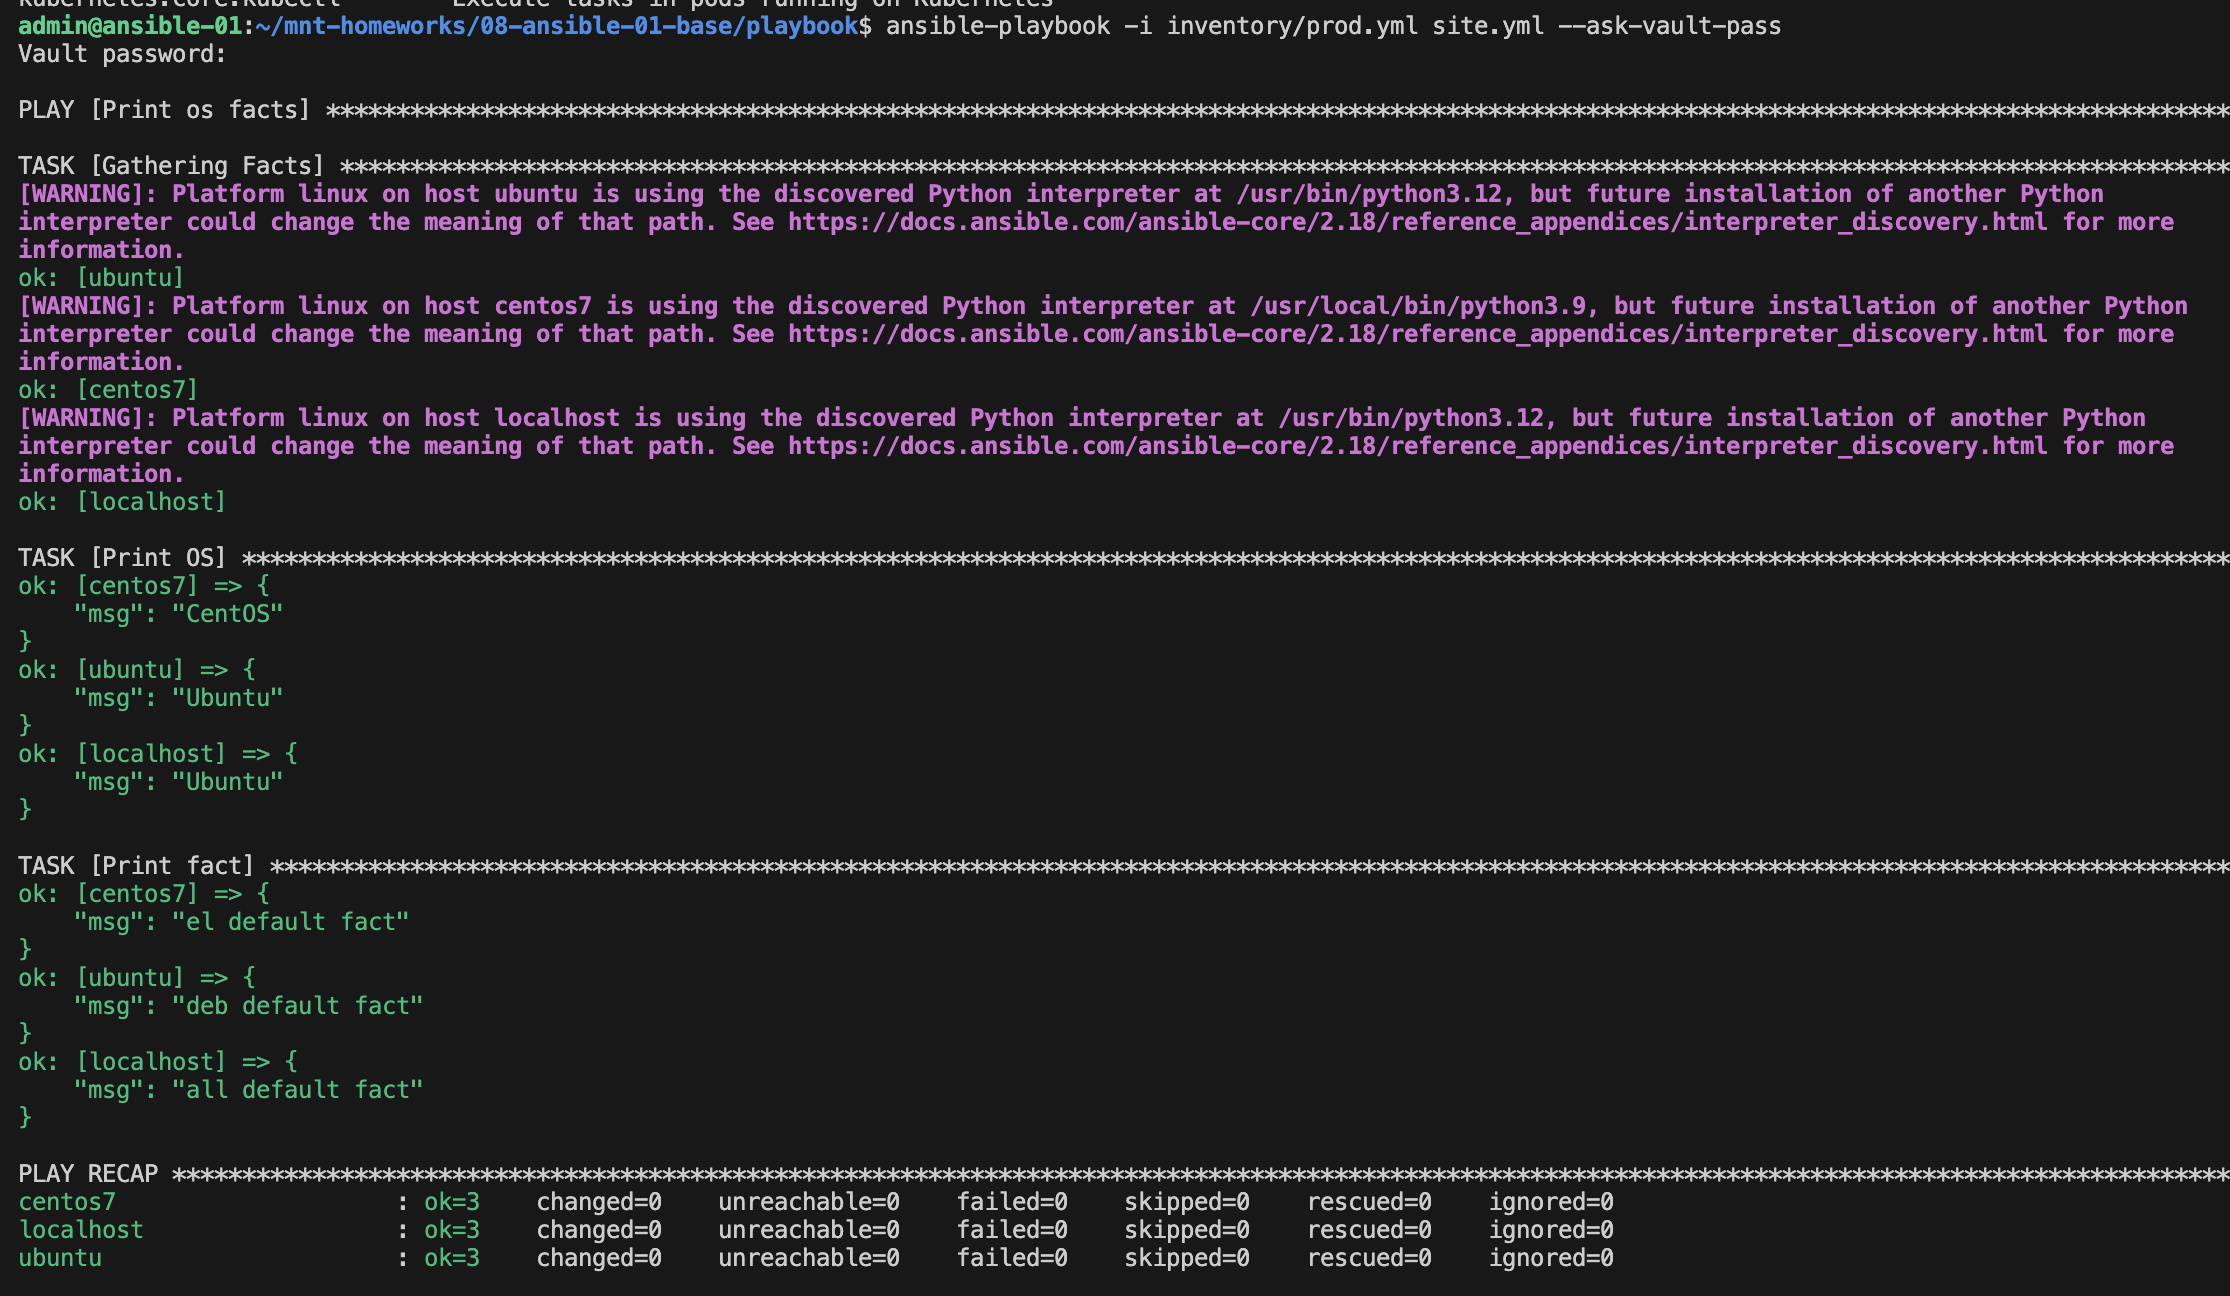 kubernetes.core.kubectl        Execute tasks in pods running on Kubernetes
admin@ansible-01:~/mnt-homeworks/08-ansible-01-base/playbook$ ansible-playbook -i inventory/prod.yml site.yml --ask-vault-pass
Vault password:
PLAY [Print os facts] ****************************************************************************************************************************************
TASK [Gathering Facts] ***************************************************************************************************************************************
[WARNING]: Platform linux on host ubuntu is using the discovered Python interpreter at /usr/bin/python3.12, but future installation of another Python
interpreter could change the meaning of that path. See https://docs.ansible.com/ansible-core/2.18/reference_appendices/interpreter_discovery.html for more
information.
ok: [ubuntu]
[WARNING]: Platform linux on host centos7 is using the discovered Python interpreter at /usr/local/bin/python3.9, but future installation of another Python
interpreter could change the meaning of that path. See https://docs.ansible.com/ansible-core/2.18/reference_appendices/interpreter_discovery.html for more
information.
ok: [centos7]
[WARNING]: Platform linux on host localhost is using the discovered Python interpreter at /usr/bin/python3.12, but future installation of another Python
interpreter could change the meaning of that path. See https://docs.ansible.com/ansible-core/2.18/reference_appendices/interpreter_discovery.html for more
information.
ok: [localhost]
TASK [Print OS] **********************************************************************************************************************************************
ok: [centos7] => {
    "msg": "CentOS"
}
ok: [ubuntu] => {
    "msg": "Ubuntu"
}
ok: [localhost] => {
    "msg": "Ubuntu"
}
TASK [Print fact] ********************************************************************************************************************************************
ok: [centos7] => {
    "msg": "el default fact"
}
ok: [ubuntu] => {
    "msg": "deb default fact"
}
ok: [localhost] => {
    "msg": "all default fact"
}
PLAY RECAP ***************************************************************************************************************************************************
centos7                    : ok=3    changed=0    unreachable=0    failed=0    skipped=0    rescued=0    ignored=0
localhost                  : ok=3    changed=0    unreachable=0    failed=0    skipped=0    rescued=0    ignored=0
ubuntu                     : ok=3    changed=0    unreachable=0    failed=0    skipped=0    rescued=0    ignored=0